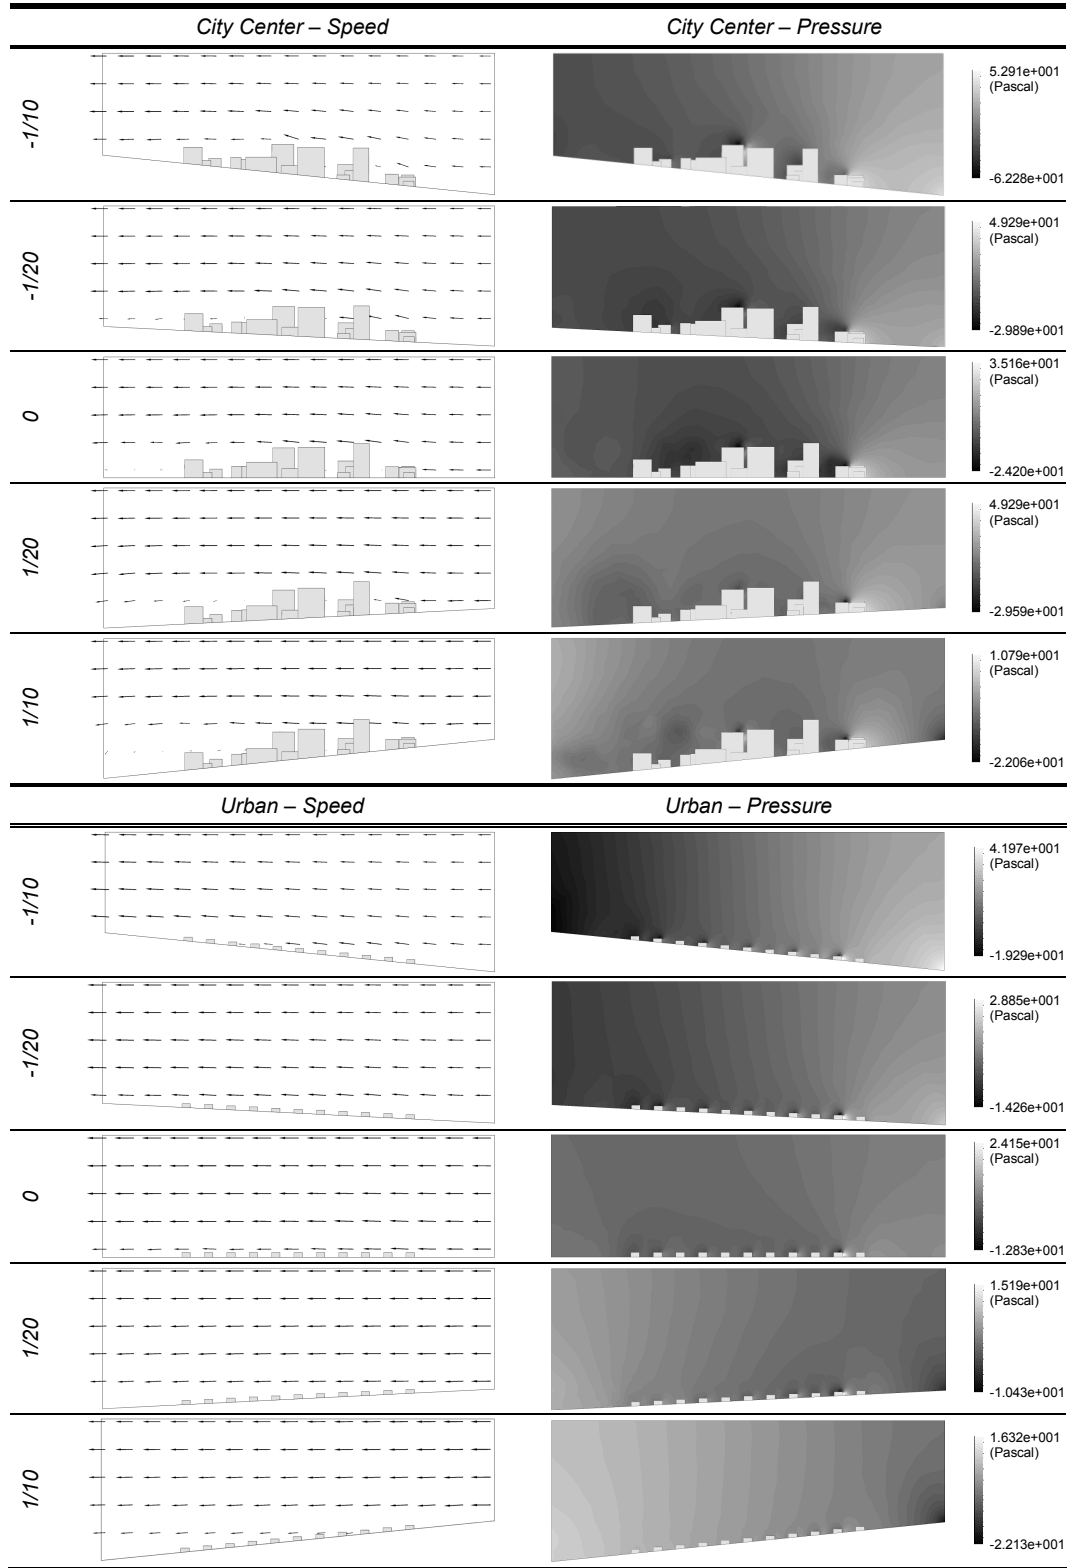 City Center – Speed
City Center – Pressure
-1/10
5.291e+001
(Pascal)
-6.228e+001
-1/20
4.929e+001
(Pascal)
-2.989e+001
0
3.516e+001
(Pascal)
-2.420e+001
1/20
4.929e+001
(Pascal)
-2.959e+001
1/10
1.079e+001
(Pascal)
-2.206e+001
Urban – Speed
Urban – Pressure
-1/10
4.197e+001
(Pascal)
-1.929e+001
-1/20
2.885e+001
(Pascal)
-1.426e+001
0
2.415e+001
(Pascal)
-1.283e+001
1/20
1.519e+001
(Pascal)
-1.043e+001
1/10
1.632e+001
(Pascal)
-2.213e+001